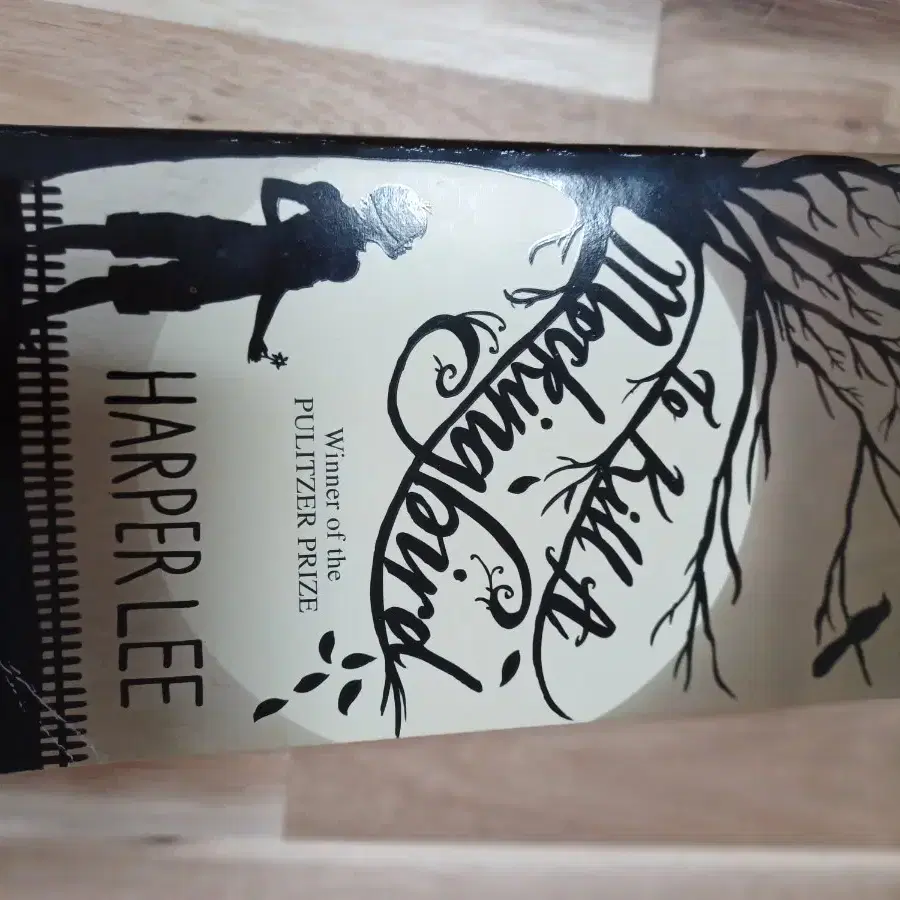 To Kill A
Mockingbird
Winner of the
PULITZER PRIZE
HARPER LEE